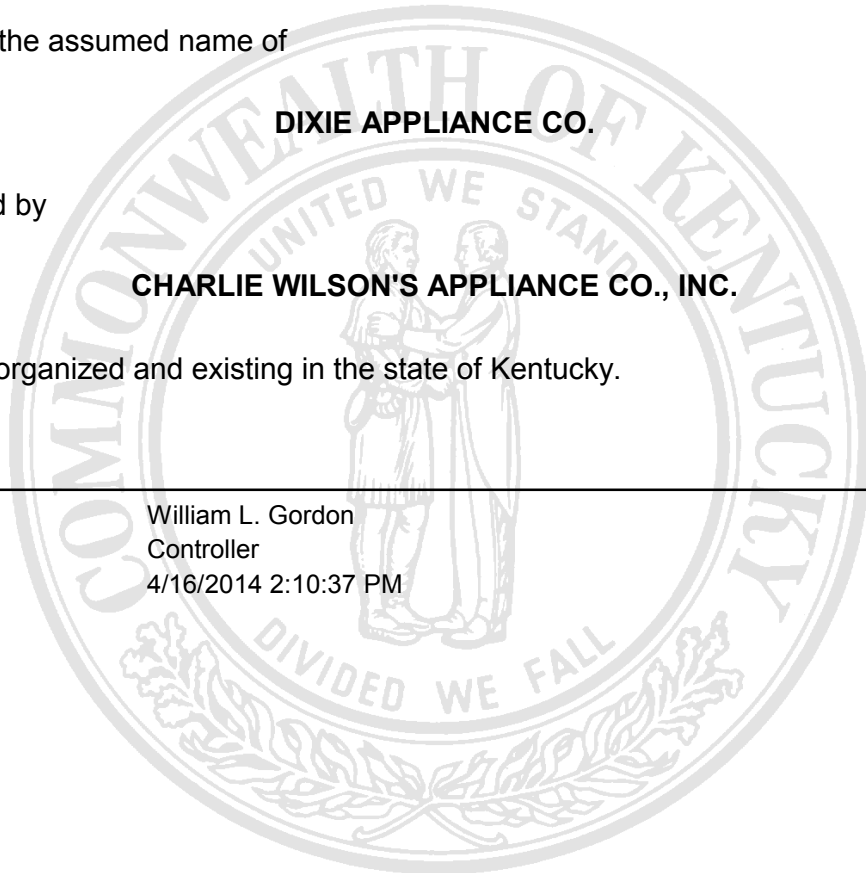 the assumed name of
DIXIE APPLIANCE CO.
d by
CHARLIE WILSON'S APPLIANCE CO., INC.
organized and existing in the state of Kentucky.
William L. Gordon
Controller
4/16/2014 2:10:37 PM
COMMONWEALTH OF KENTUCKY
UNITED WE STAND
DIVIDED WE FALL